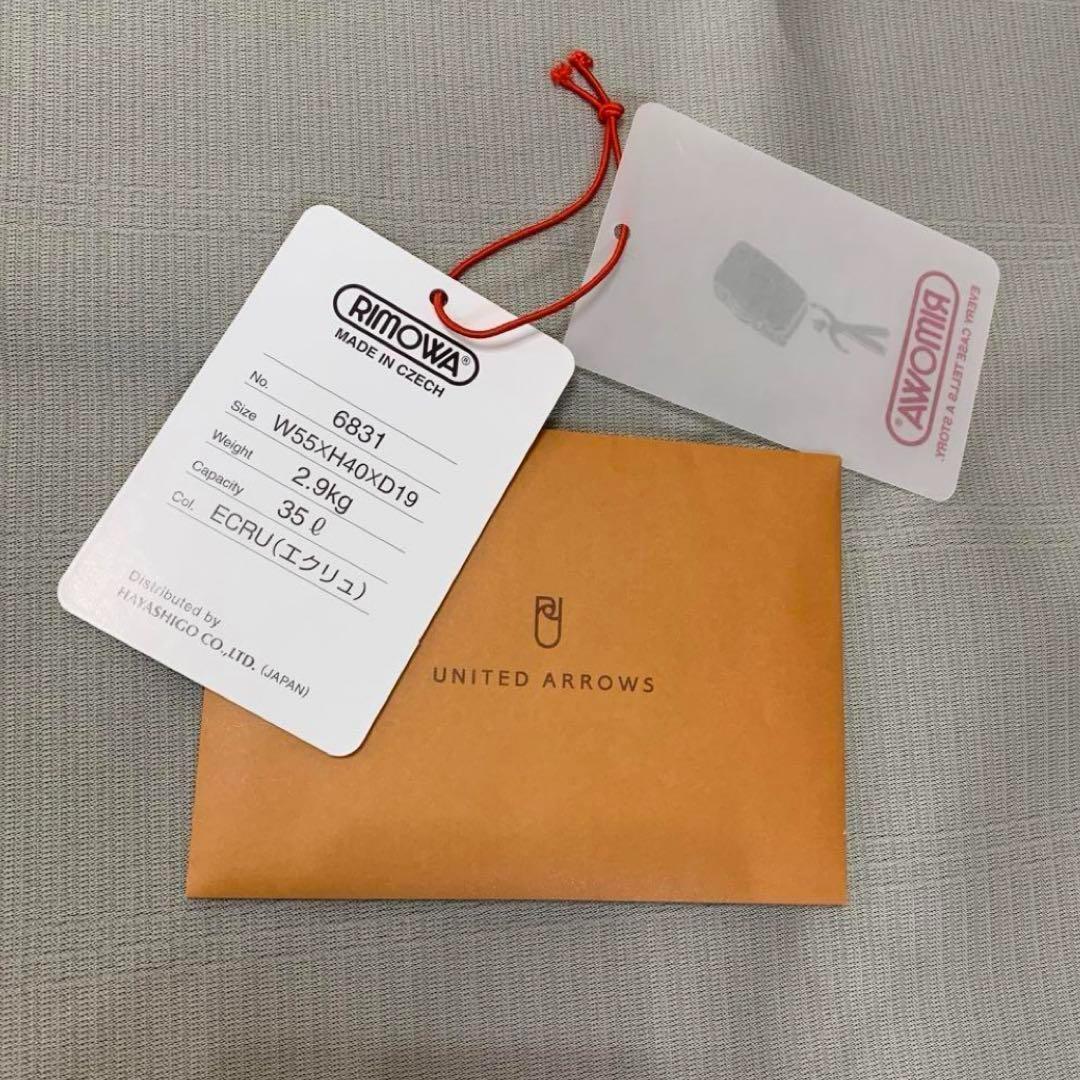 RIMOWA®
MADE IN CZECH
No. 6831
Size W55XH40XD19
Weight 2.9kg
Capacity 35ℓ
Col. ECRU(エクリュ)
Distributed by
HAYASHIGO CO.,LTD. (JAPAN)
RIMOWA®
EVERY CASE TELLS A STORY.
UNITED ARROWS